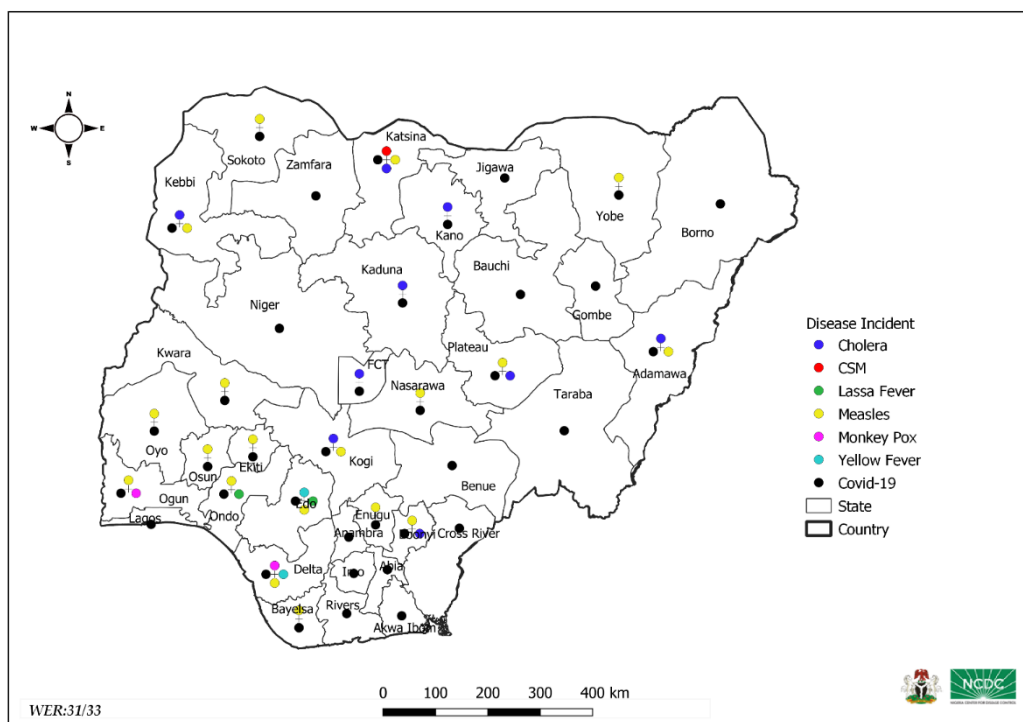 N
W E
S
Katsina
Sokoto
Zamfara
Jigawa
Kebbi
Yobe
Kano
Borno
Bauchi
Kaduna
Niger
Gombe
Disease Incident
Cholera
CSM
Lassa Fever
Measles
Monkey Pox
Yellow Fever
Covid-19
State
Country
Kwara
Plateau
FCT
Adamawa
Nasarawa
Taraba
Oyo
Osun
Ekiti
Kogi
Benue
Ogun
Edo
Lagos
Ondo
Enugu
Anambra
Ebonyi
Cross River
Delta
Imo
Abia
Bayelsa
Rivers
Akwa Ibom
0 100 200 300 400 km
NCDC
WER:31/33